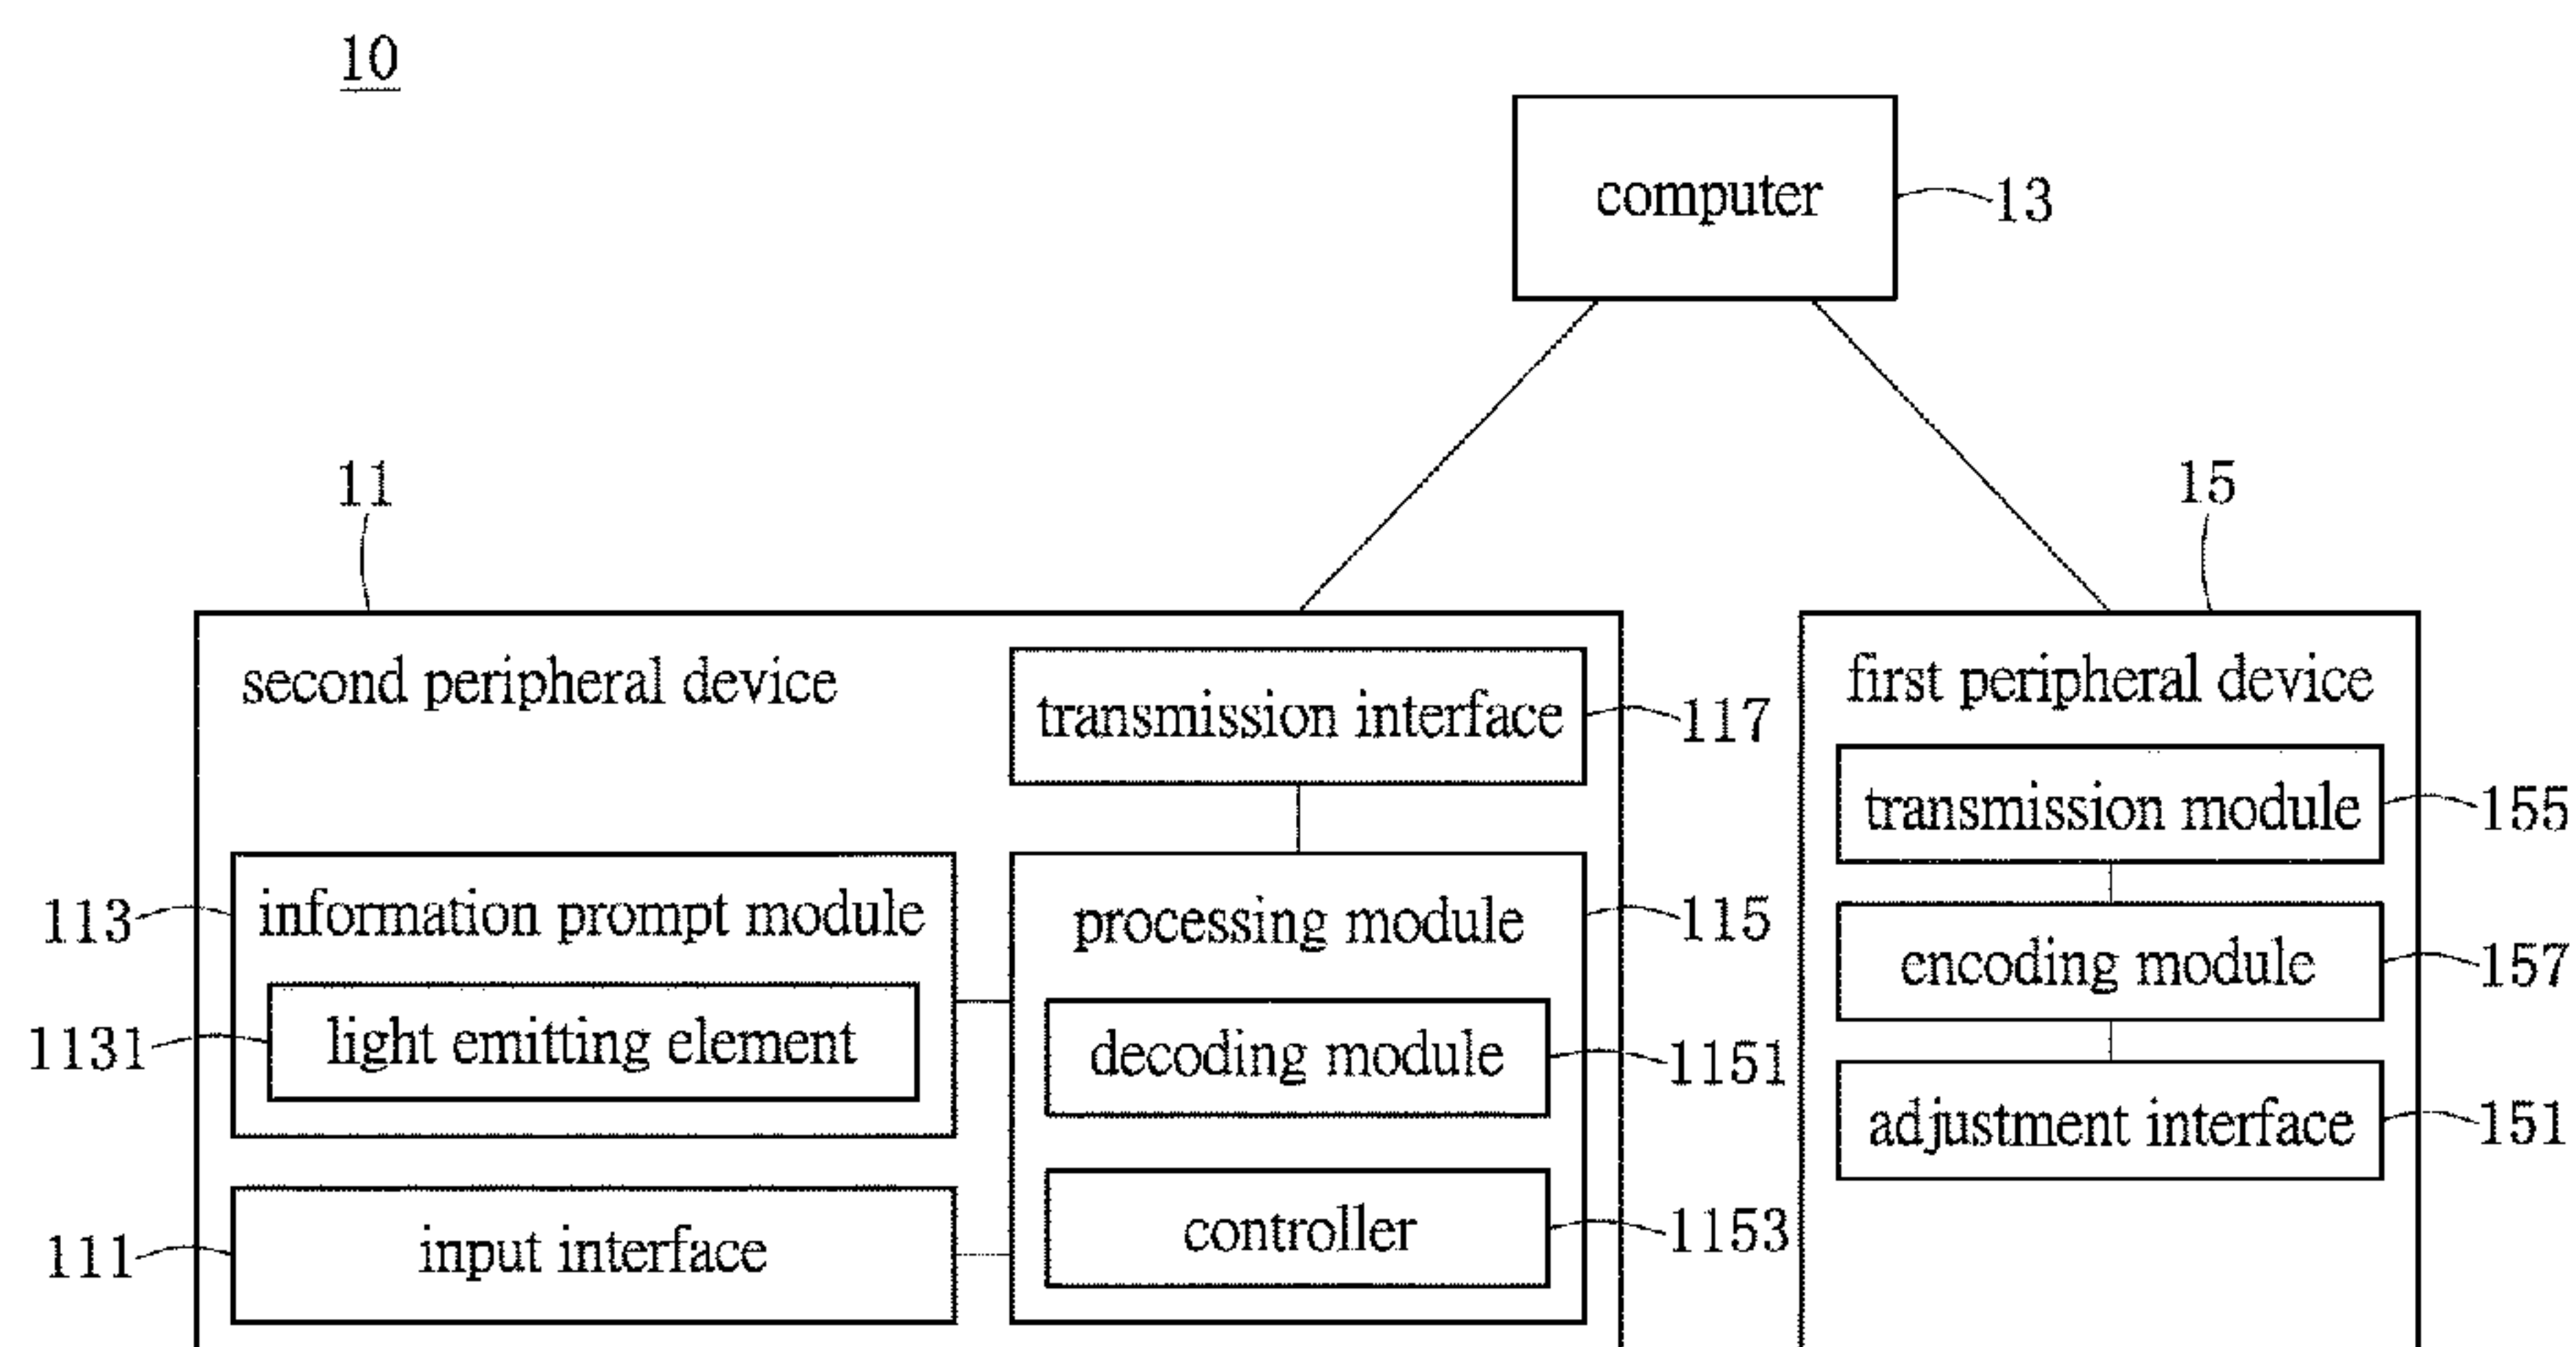 10
computer
13
11
15
second peripheral device
transmission interface
117
first peripheral device
transmission module
155
113
information prompt module
processing module
115
encoding module
157
1131
light emitting element
decoding module
1151
adjustment interface
151
111
input interface
controller
1153